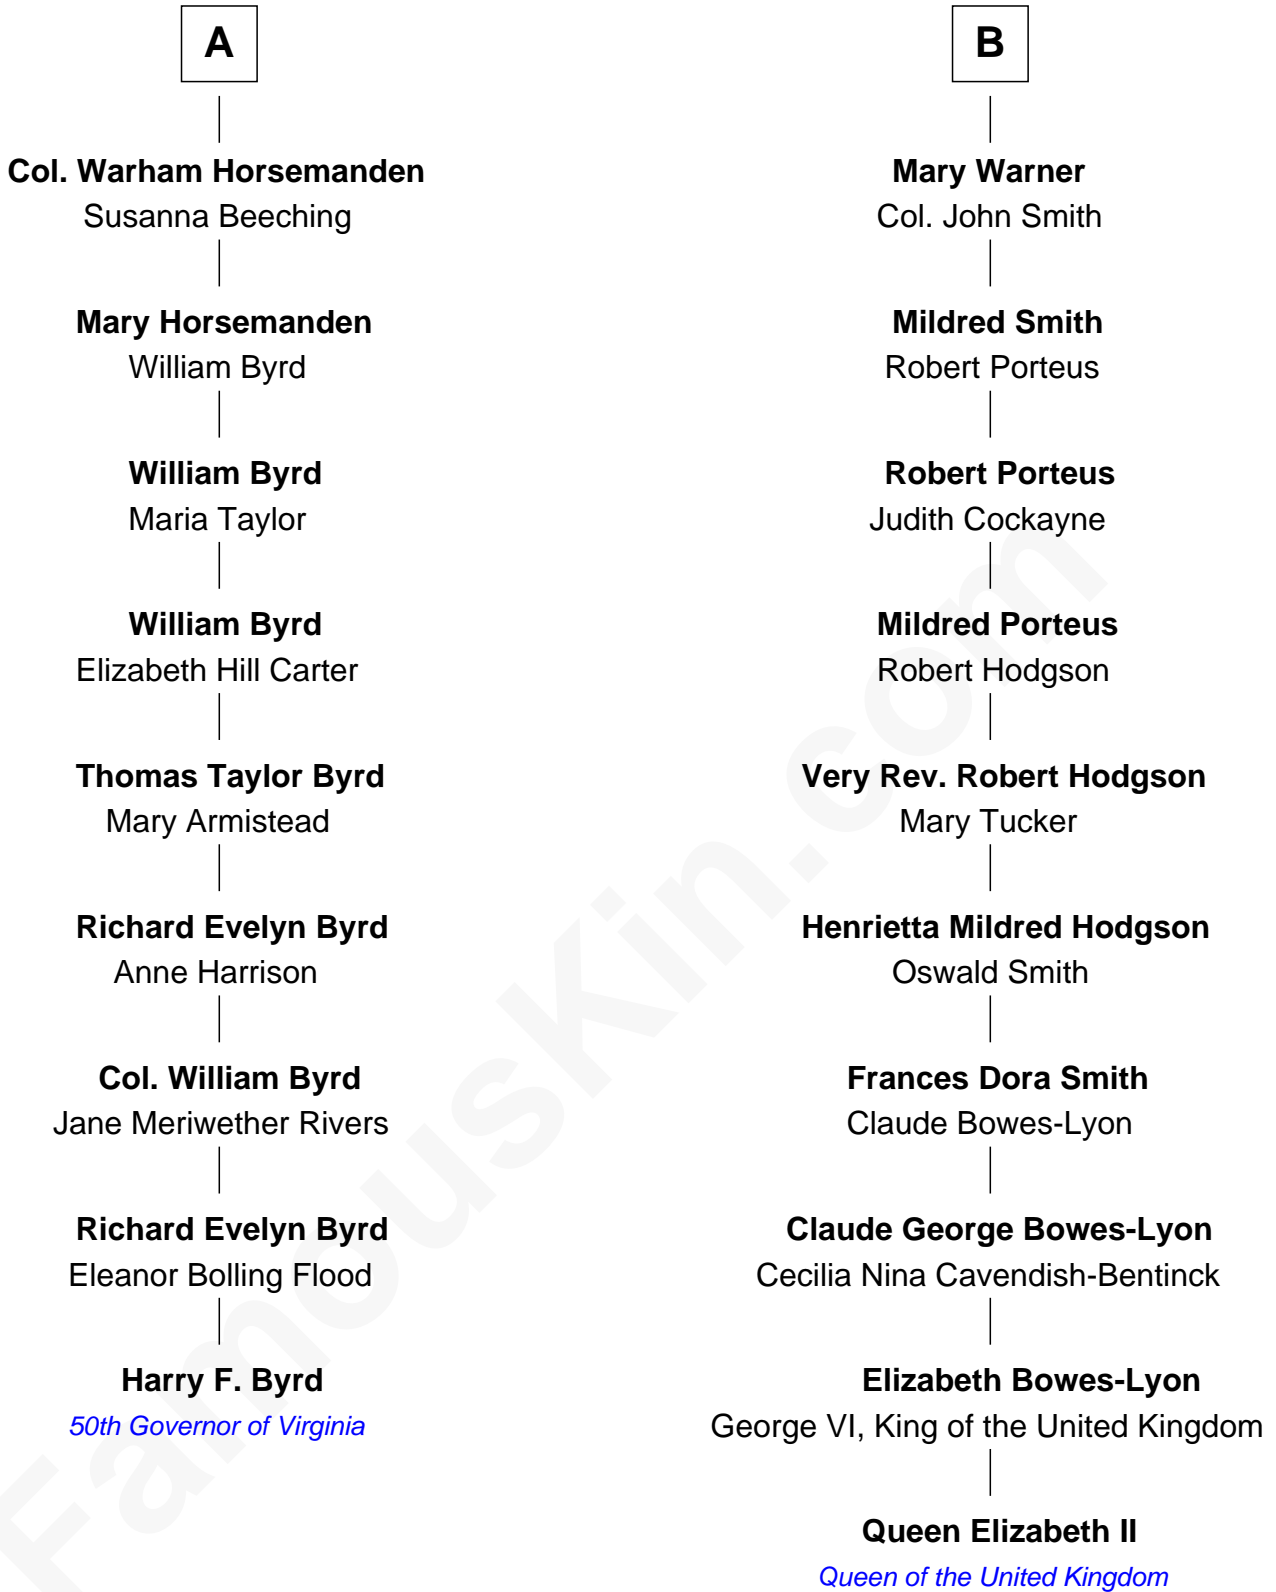 A
Col. Warham Horsemanden
Susanna Beeching
Mary Horsemanden
William Byrd
William Byrd
Maria Taylor
William Byrd
Elizabeth Hill Carter
Thomas Taylor Byrd
Mary Armistead
Richard Evelyn Byrd
Anne Harrison
Col. William Byrd
Jane Meriwether Rivers
Richard Evelyn Byrd
Eleanor Bolling Flood
Harry F. Byrd
50th Governor of Virginia
B
Mary Warner
Col. John Smith
Mildred Smith
Robert Porteus
Robert Porteus
Judith Cockayne
Mildred Porteus
Robert Hodgson
Very Rev. Robert Hodgson
Mary Tucker
Henrietta Mildred Hodgson
Oswald Smith
Frances Dora Smith
Claude Bowes-Lyon
Claude George Bowes-Lyon
Cecilia Nina Cavendish-Bentinck
Elizabeth Bowes-Lyon
George VI, King of the United Kingdom
Queen Elizabeth II
Queen of the United Kingdom
FamousKin.com